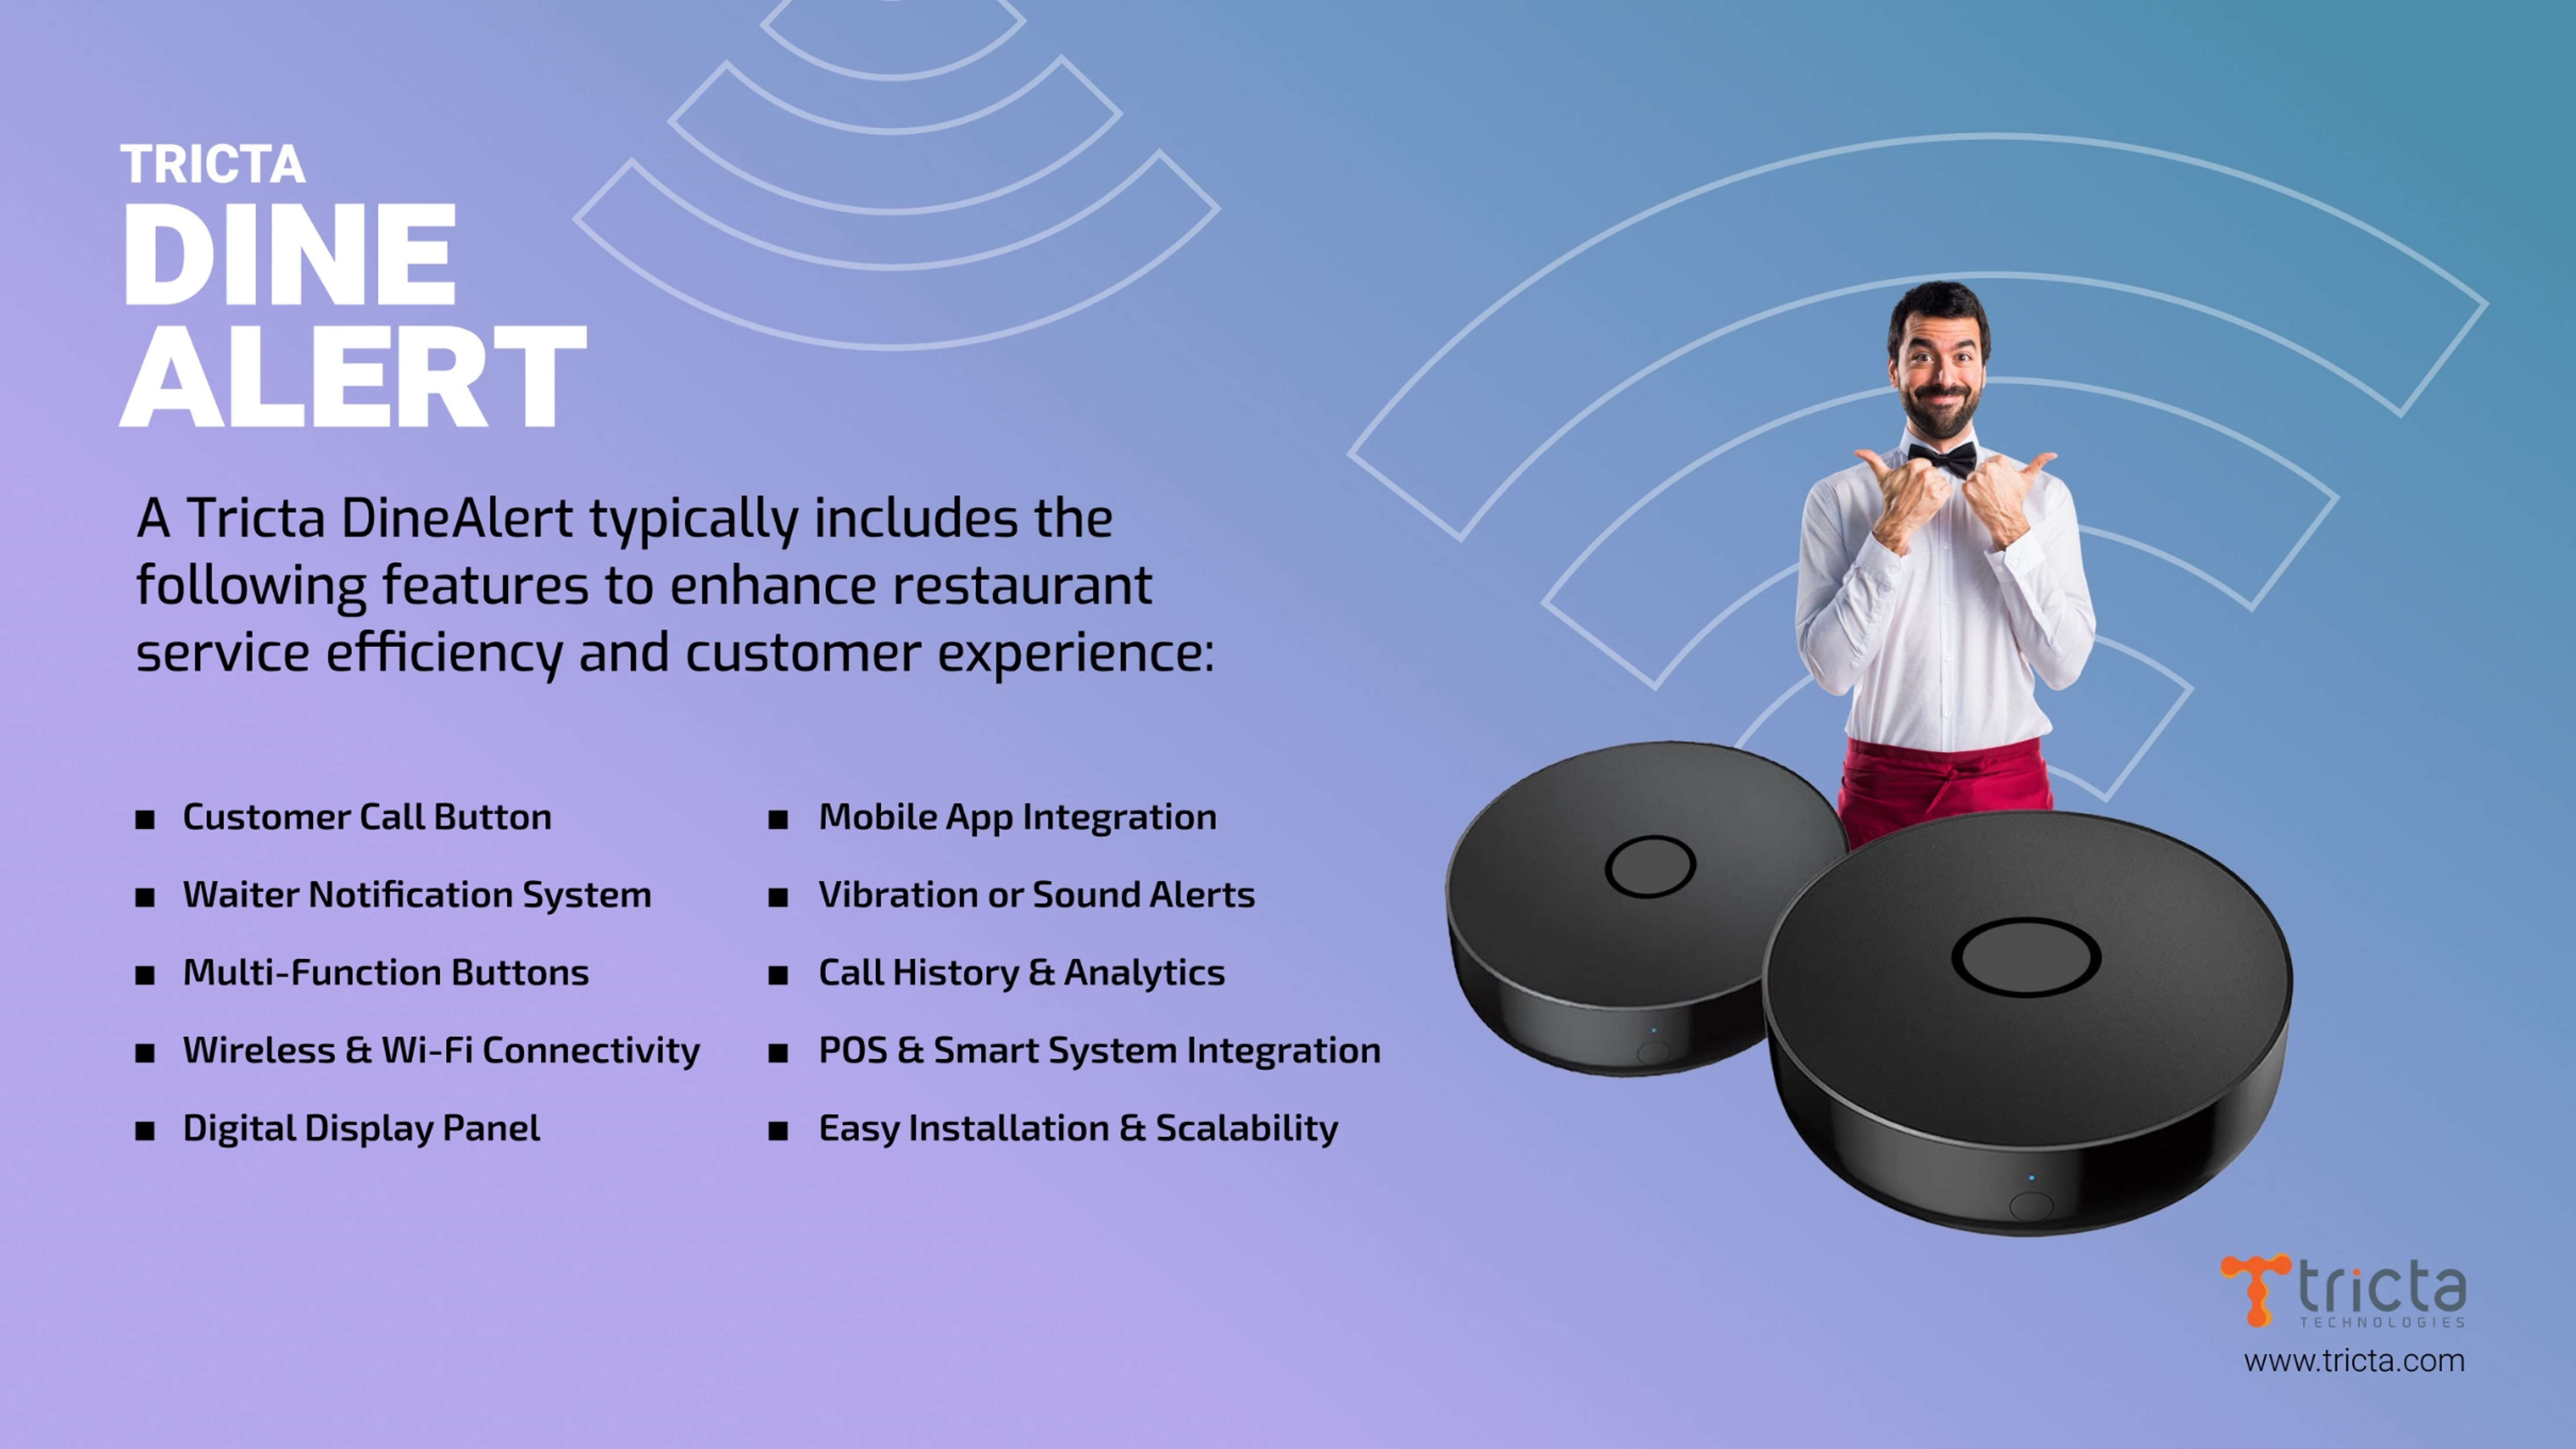 TRICTA
DINE
ALERT
A Tricta DineAlert typically includes the
following features to enhance restaurant
service efficiency and customer experience:
■ Customer Call Button
■ Waiter Notification System
■ Multi-Function Buttons
■ Wireless & Wi-Fi Connectivity
■ Digital Display Panel
■ Mobile App Integration
■ Vibration or Sound Alerts
■ Call History & Analytics
■ POS & Smart System Integration
■ Easy Installation & Scalability
tricta
TECHNOLOGIES
www.tricta.com